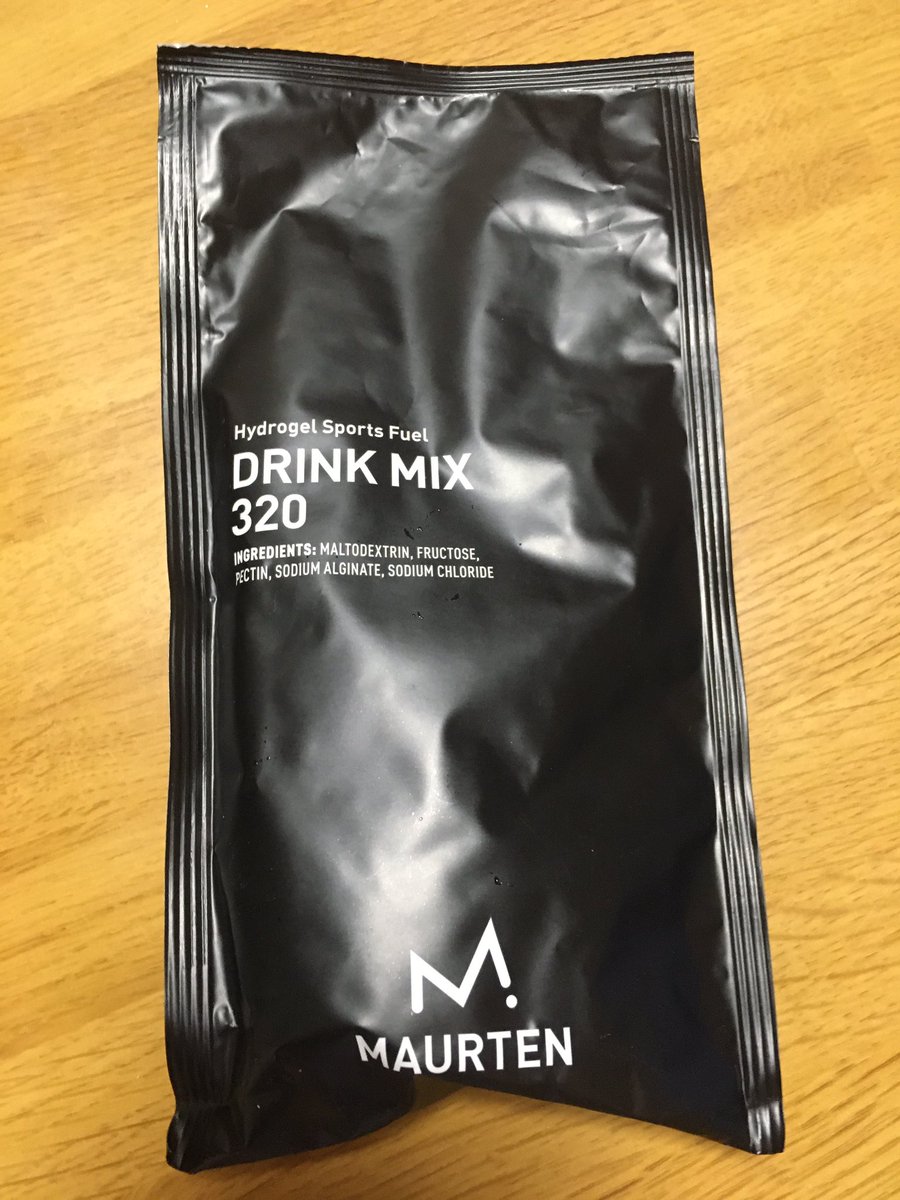 Hydrogel Sports Fuel
DRINK MIX
320
INGREDIENTS: MALTODEXTRIN, FRUCTOSE,
PECTIN, SODIUM ALGINATE, SODIUM CHLORIDE
MAURTEN